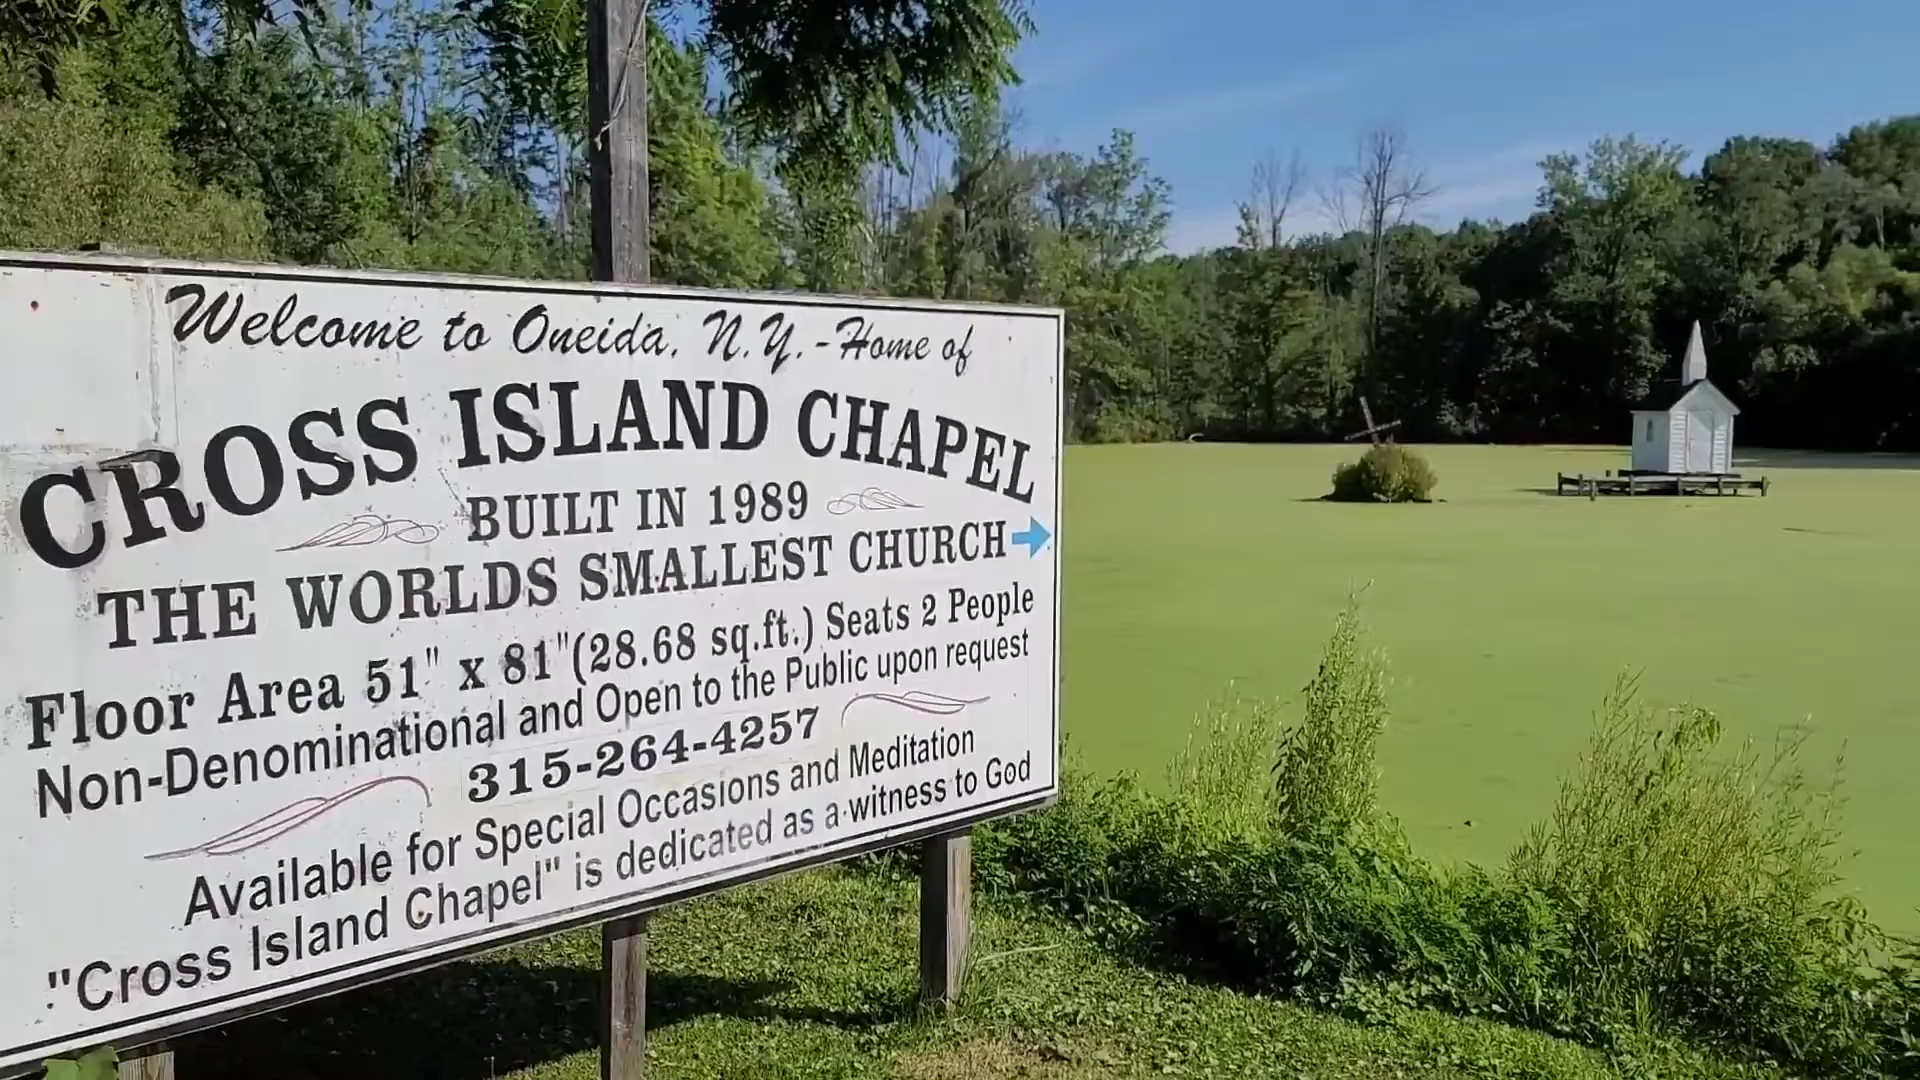 Welcome to Oneida, N.Y.-Home of
CROSS ISLAND CHAPEL
BUILT IN 1989
THE WORLDS SMALLEST CHURCH
Floor Area 51" x 81"(28.68 sq.ft.) Seats 2 People
Non-Denominational and Open to the Public upon request
315-264-4257
Available for Special Occasions and Meditation
"Cross Island Chapel" is dedicated as a witness to God